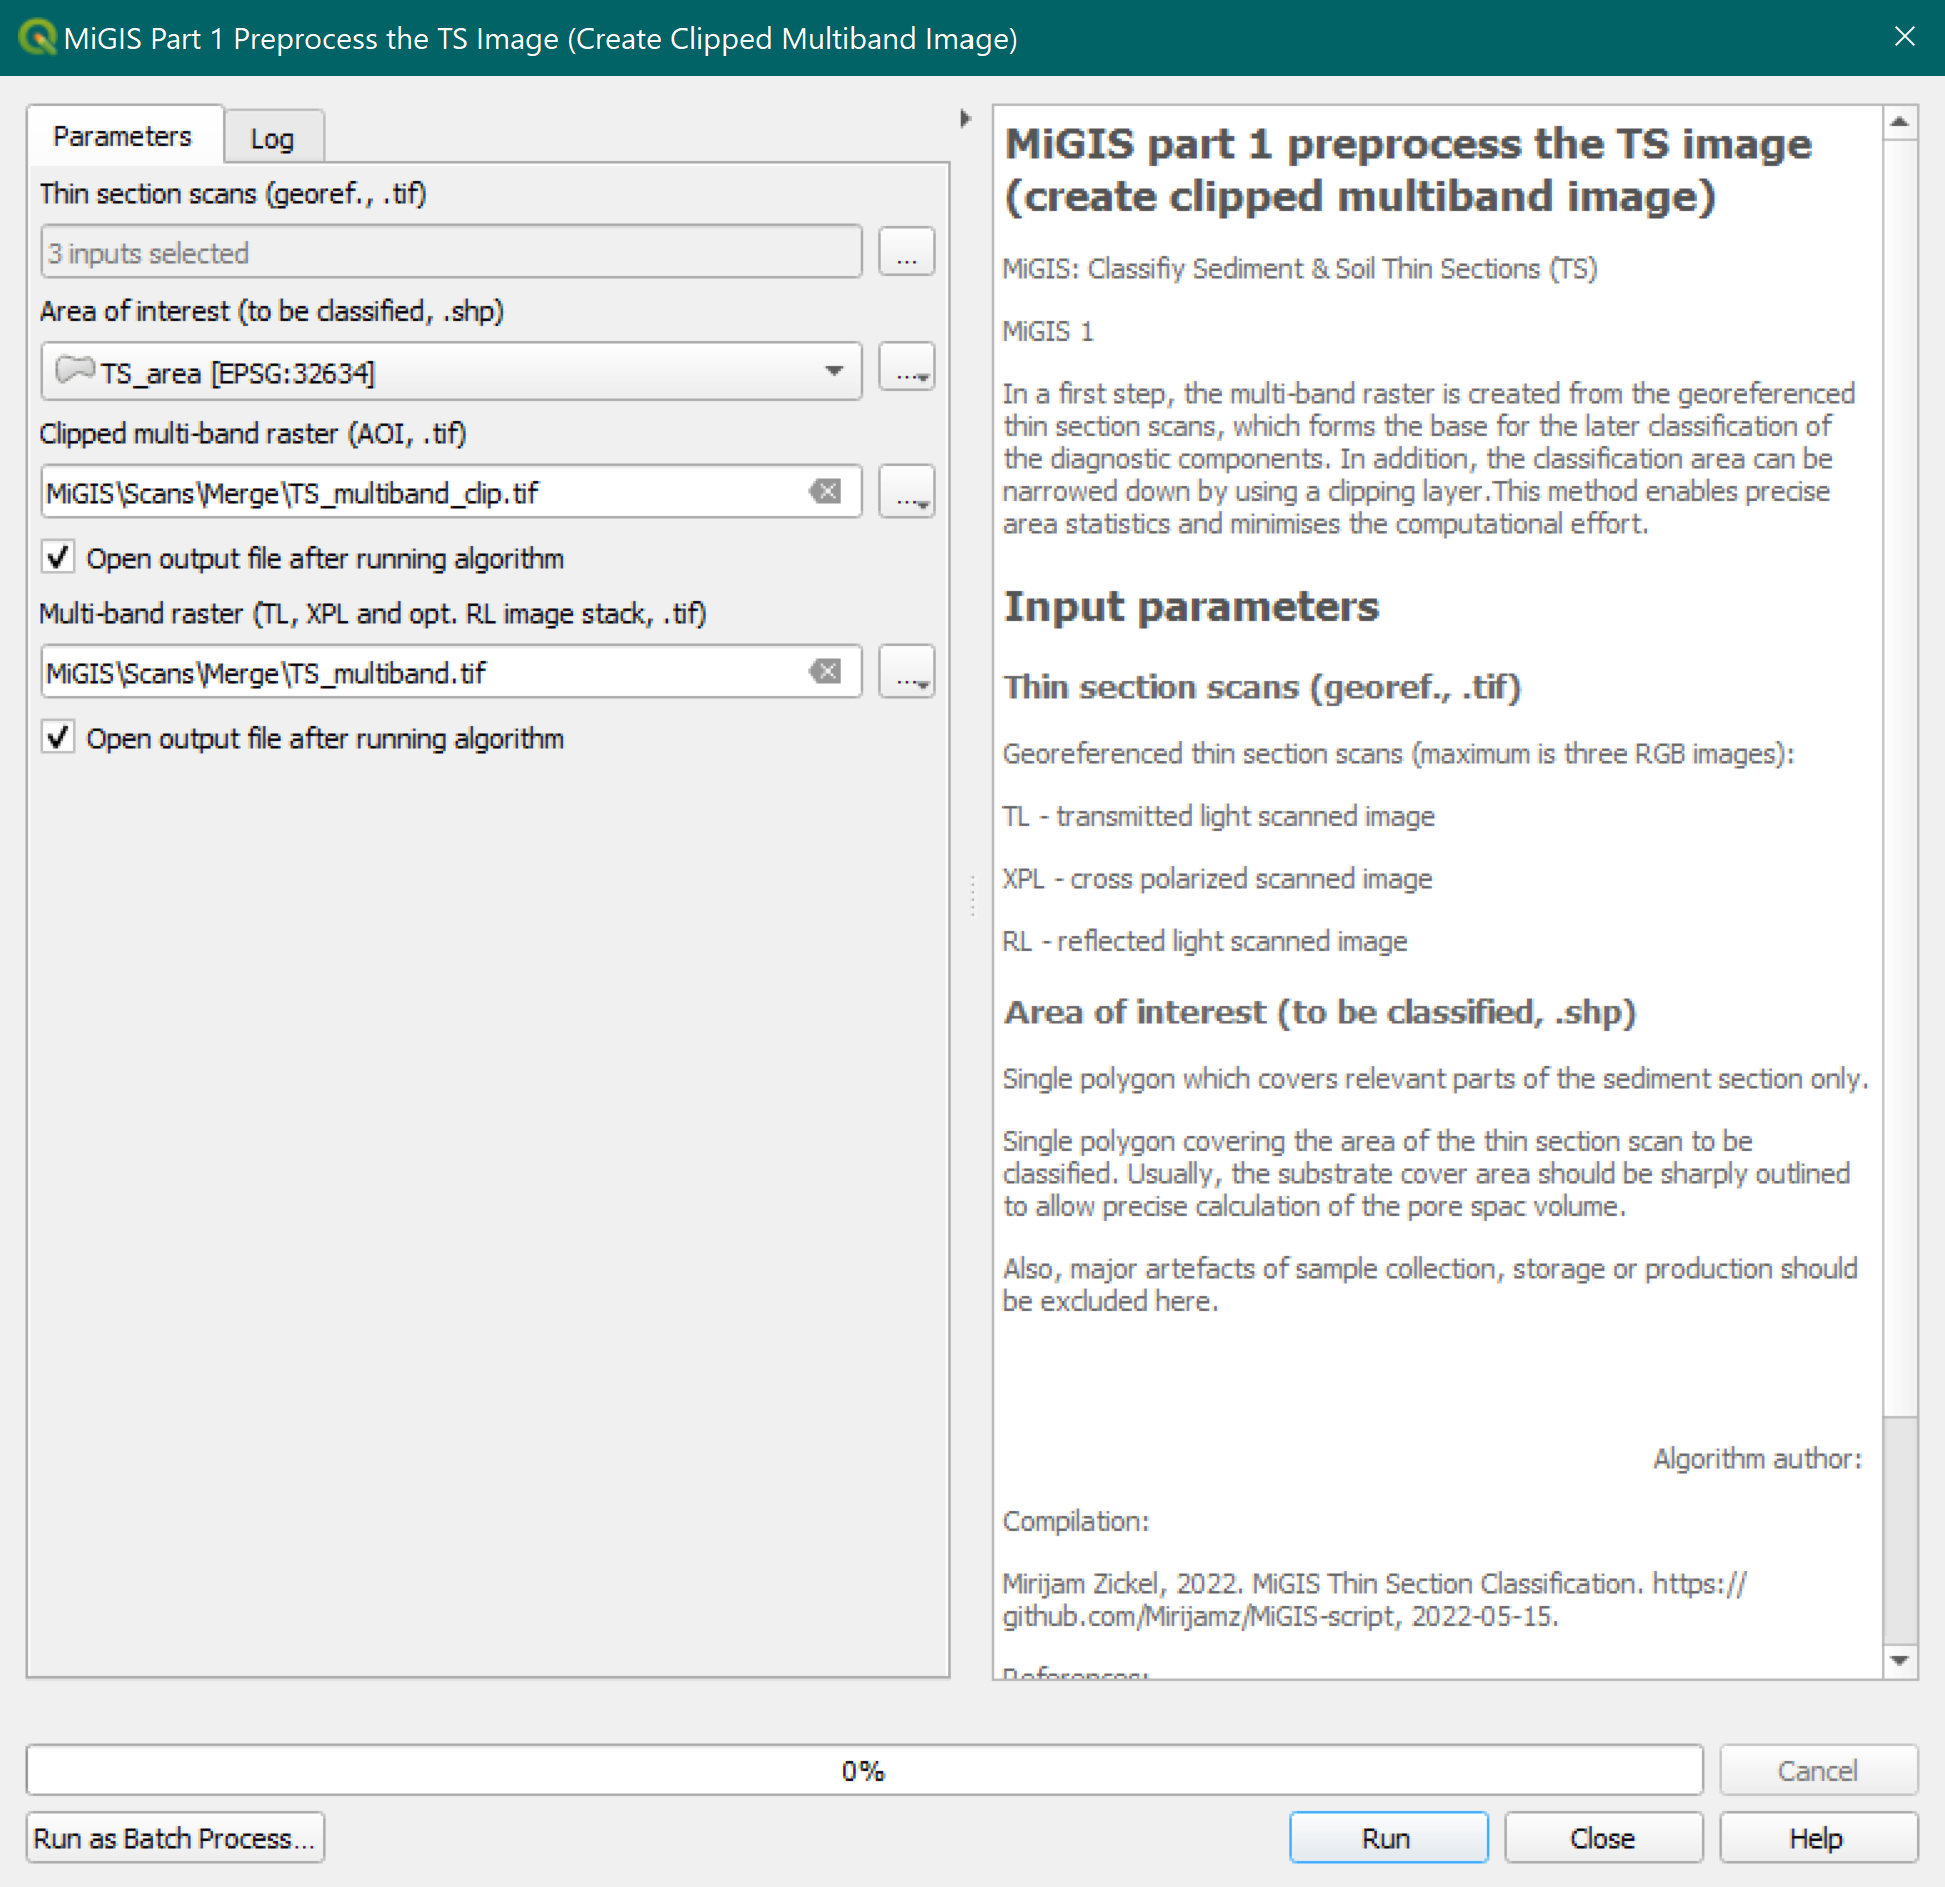 MiGIS Part 1 Preprocess the TS Image (Create Clipped Multiband Image)
Parameters
Log
Thin section scans (georef., .tif)
3 inputs selected
...
Area of interest (to be classified, .shp)
TS_area [EPSG:32634]
...
Clipped multi-band raster (AOI, .tif)
MiGIS\Scans\Merge\TS_multiband_clip.tif
...
Open output file after running algorithm
Multi-band raster (TL, XPL and opt. RL image stack, .tif)
MiGIS\Scans\Merge\TS_multiband.tif
...
Open output file after running algorithm
MiGIS part 1 preprocess the TS image
(create clipped multiband image)
MiGIS: Classifiy Sediment & Soil Thin Sections (TS)
MiGIS 1
In a first step, the multi-band raster is created from the georeferenced
thin section scans, which forms the base for the later classification of
the diagnostic components. In addition, the classification area can be
narrowed down by using a clipping layer.This method enables precise
area statistics and minimises the computational effort.
Input parameters
Thin section scans (georef., .tif)
Georeferenced thin section scans (maximum is three RGB images):
TL - transmitted light scanned image
XPL - cross polarized scanned image
RL - reflected light scanned image
Area of interest (to be classified, .shp)
Single polygon which covers relevant parts of the sediment section only.
Single polygon covering the area of the thin section scan to be
classified. Usually, the substrate cover area should be sharply outlined
to allow precise calculation of the pore spac volume.
Also, major artefacts of sample collection, storage or production should
be excluded here.
Algorithm author:
Compilation:
Mirijam Zickel, 2022. MiGIS Thin Section Classification. https://
github.com/Mirijamz/MiGIS-script, 2022-05-15.
References:
0%
Cancel
Run as Batch Process...
Run
Close
Help